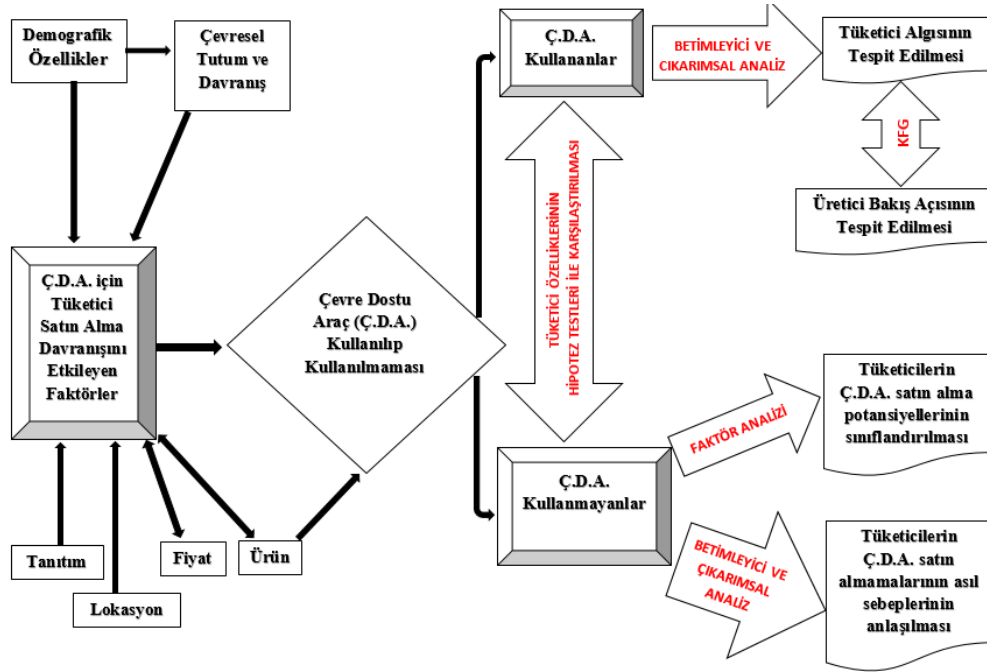 Demografik
Özellikler
Çevresel
Tutum ve
Davranış
Ç.D.A. için
Tüketici
Satın Alma
Davranışını
Etkileyen
Faktörler
Tanıtım
Lokasyon
Fiyat
Ürün
Çevre Dostu
Araç (Ç.D.A.)
Kullanılıp
Kullanılmaması
Ç.D.A.
Kullananlar
TÜKETİCİ ÖZELİKLERİNİN
HİPOTEZ TESTLERİ İLE KARŞILAŞTIRILMASI
Ç.D.A.
Kullanmayanlar
BETİMLEYİCİ VE
CIKARIMSAL ANALİZ
Tüketici Algısının
Tespit Edilmesi
KFG
Üretici Bakış Açısının
Tespit Edilmesi
FAKTÖR ANALİZİ
Tüketicilerin
Ç.D.A. satın alma
potansiyellerinin
sınıflandırılması
BETİMLEYİCİ VE
ÇIKARIMSAL
ANALİZ
Tüketicilerin
Ç.D.A. satın
almamalarının asıl
sebeplerinin
anlaşılması